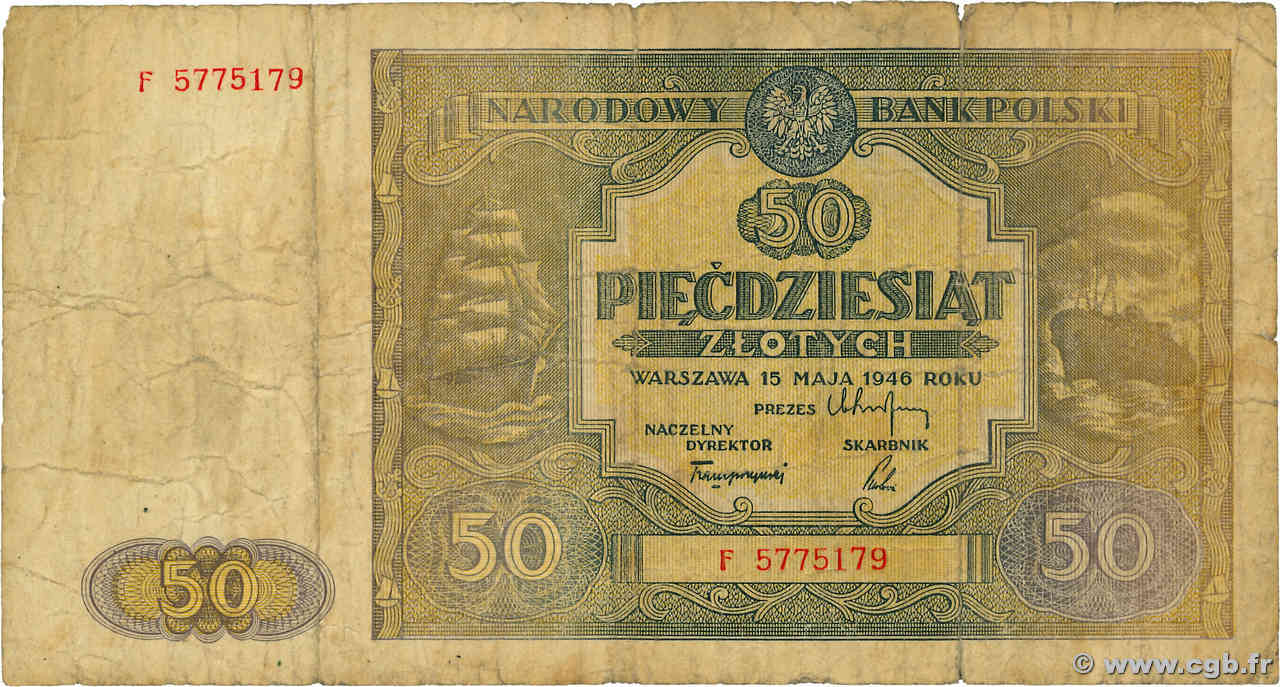 F 5775179
NARODOWY BANK POLSKI
50
PIĘĆDZIESIĄT
ZŁOTYCH
WARSZAWA 15 MAJA 1946 ROKU
PREZES
NACZELNY
DYREKTOR
SKARBNIK
50
50
50
F 5775179
© www.cgb.fr